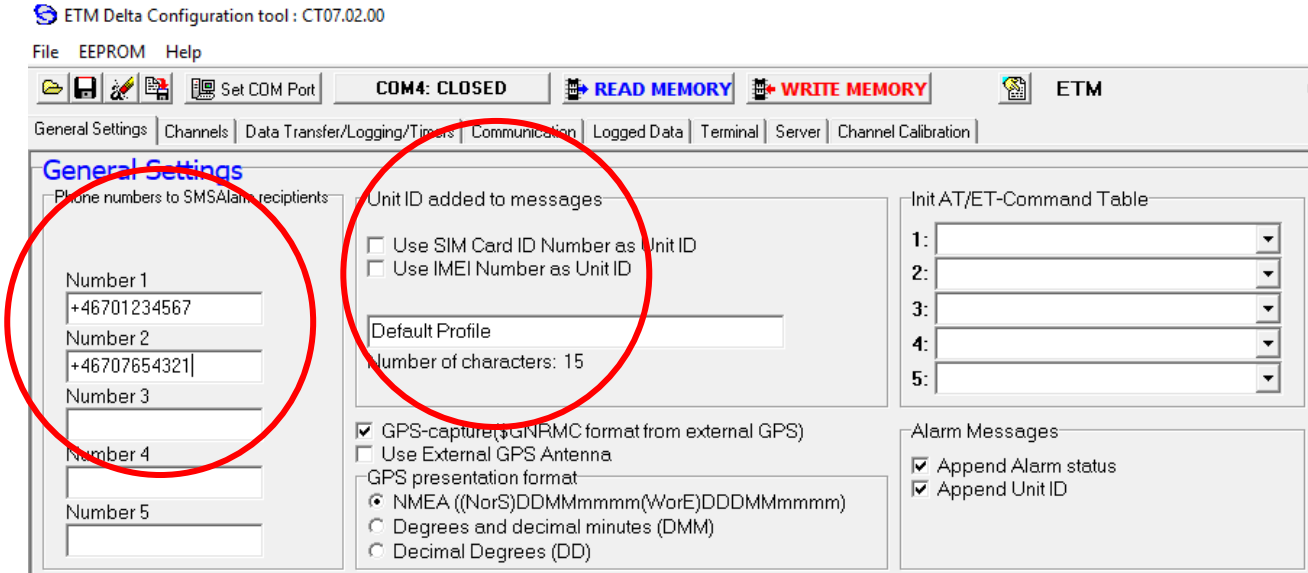 ETM Delta Configuration tool : CT07.02.00
File EEPROM Help
Set COM Port COM4: CLOSED READ MEMORY WRITE MEMORY ETM
General Settings Channels Data Transfer/Logging/Timers Communication Logged Data Terminal Server Channel Calibration
General Settings
Phone numbers to SMSAlarm reciptients
Number 1
+46701234567
Number 2
+46707654321
Number 3
Number 4
Number 5
Unit ID added to messages
Use SIM Card ID Number as Unit ID
Use IMEI Number as Unit ID
Default Profile
Number of characters: 15
GPS-capture($GNRMC format from external GPS)
Use External GPS Antenna
GPS presentation format
NMEA ((NorS)DDMMmmmm(WorE)DDDMMmmmm)
Degrees and decimal minutes (DMM)
Decimal Degrees (DD)
Init AT/ET-Command Table
1:
2:
3:
4:
5:
Alarm Messages
Append Alarm status
Append Unit ID